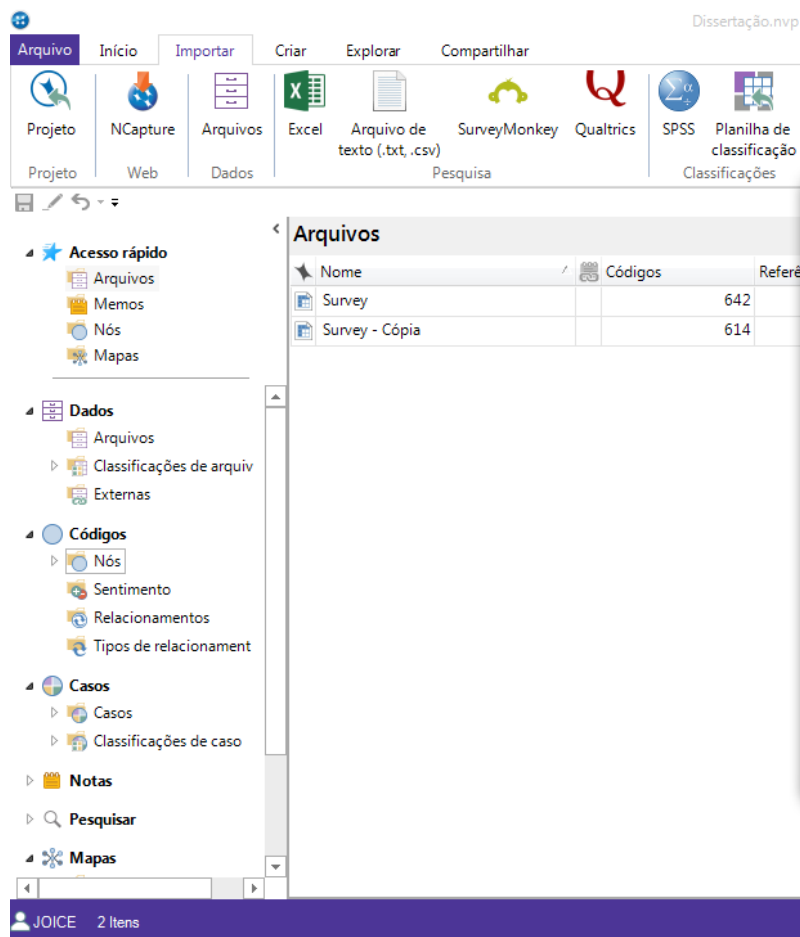 Dissertação.nvp
Arquivo Início Importar Criar Explorar Compartilhar
Projeto NCapture Arquivos Excel Arquivo de texto (.txt, .csv) SurveyMonkey Qualtrics SPSS Planilha de classificação
Projeto Web Dados Pesquisa Classificações
Arquivos
Nome Códigos Referê
Survey 642
Survey - Cópia 614
Acesso rápido
Arquivos
Memos
Nós
Mapas
Dados
Arquivos
Classificações de arquiv
Externas
Códigos
Nós
Sentimento
Relacionamentos
Tipos de relacionament
Casos
Casos
Classificações de caso
Notas
Pesquisar
Mapas
JOICE 2 Itens